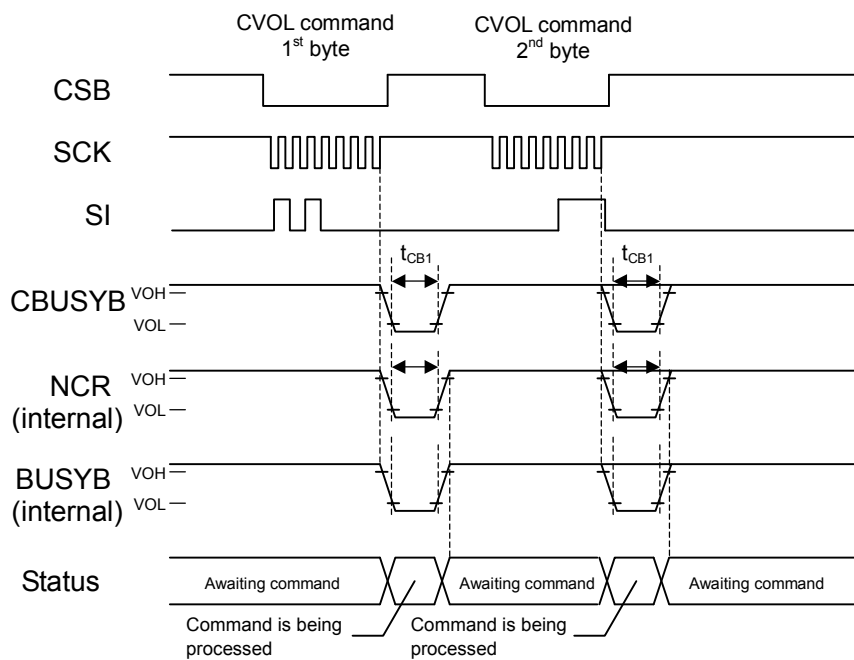 CVOL command
1st byte
CVOL command
2nd byte
CSB
SCK
SI
tCB1
tCB1
CBUSYB
VOH
VOL
NCR
(internal)
VOH
VOL
BUSYB
(internal)
VOH
VOL
Status
Awaiting command
Awaiting command
Awaiting command
Command is being
processed
Command is being
processed